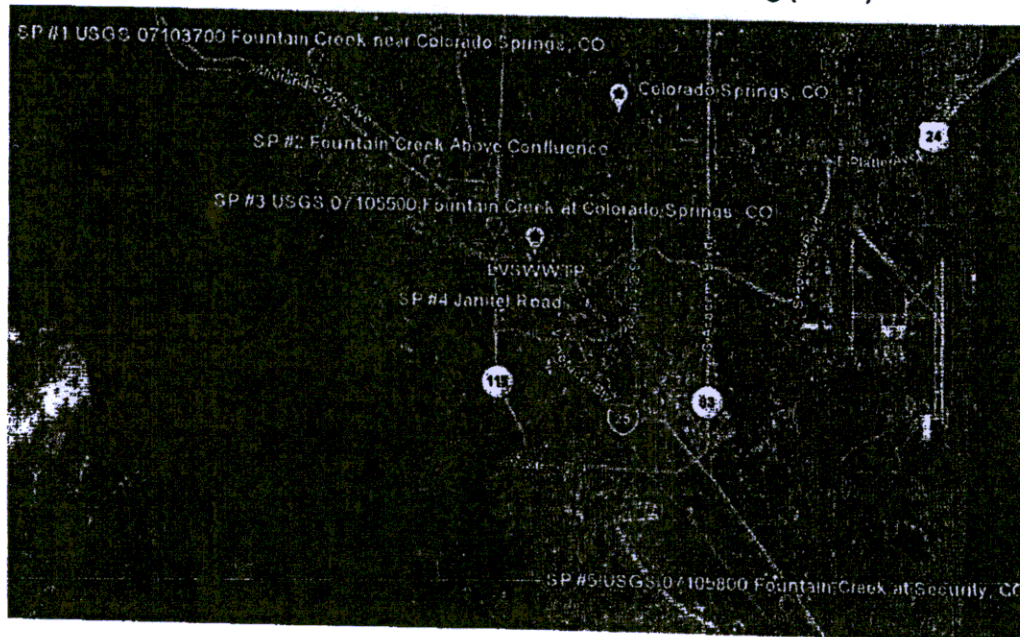 SP #1 USGS 07103700 Fountain Creek near Colorado Springs, CO
Colorado Springs, CO
24
SP #2 Fountain Creek Above Confluence
E Platte Ave
SP #3 USGS 07105500 Fountain Creek at Colorado Springs, CO
LVSWWTP
SP #4 Janitel Road
115
83
25
SP #5 USGS 07105800 Fountain Creek at Security, CO